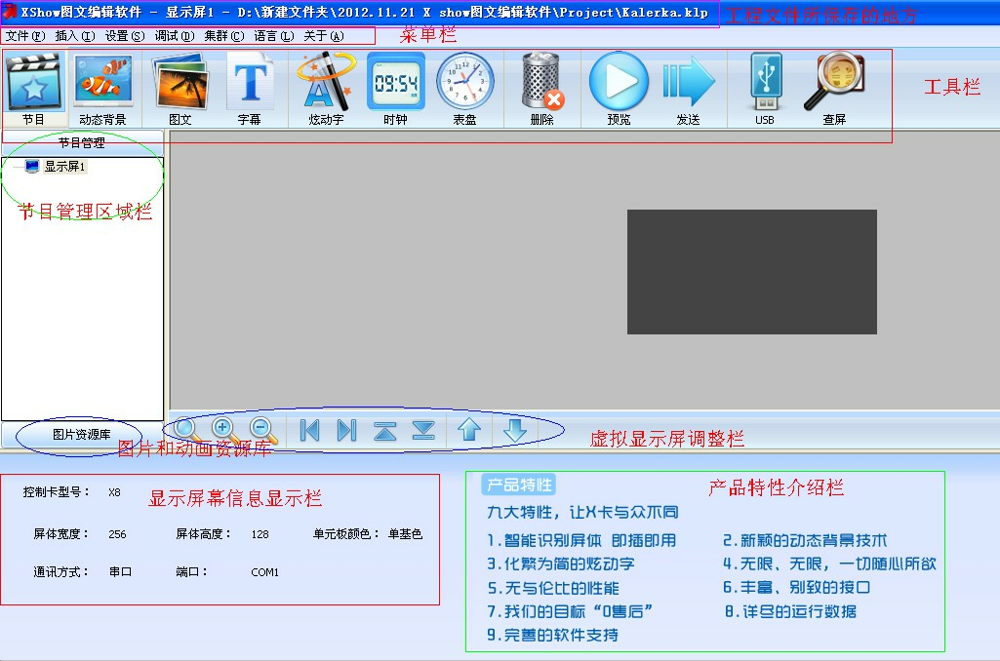 XShow图文编辑软件 - 显示屏1 - D:\新建文件夹\2012.11.21 X show图文编辑软件\Project\Kalerka.klp
工程文件所保存的地方
文件(F) 插入(I) 设置(S) 调试(D) 集群(C) 语言(L) 关于(A)
菜单栏
09:54
节目 动态背景 图文 字幕 炫动字 时钟 表盘 删除 预览 发送 USB 查屏
工具栏
节目管理
显示屏1
节目管理区域栏
图片资源库
图片和动画资源库
虚拟显示屏调整栏
控制卡型号: X8
显示屏幕信息显示栏
屏体宽度: 256 屏体高度: 128 单元板颜色: 单基色
通讯方式: 串口 端口: COM1
产品特性
产品特性介绍栏
九大特性，让X卡与众不同
1.智能识别屏体 即插即用
2.新颖的动态背景技术
3.化繁为简的炫动字
4.无限、无限，一切随心所欲
5.无与伦比的性能
6.丰富、别致的接口
7.我们的目标“0售后”
8.详尽的运行数据
9.完善的软件支持